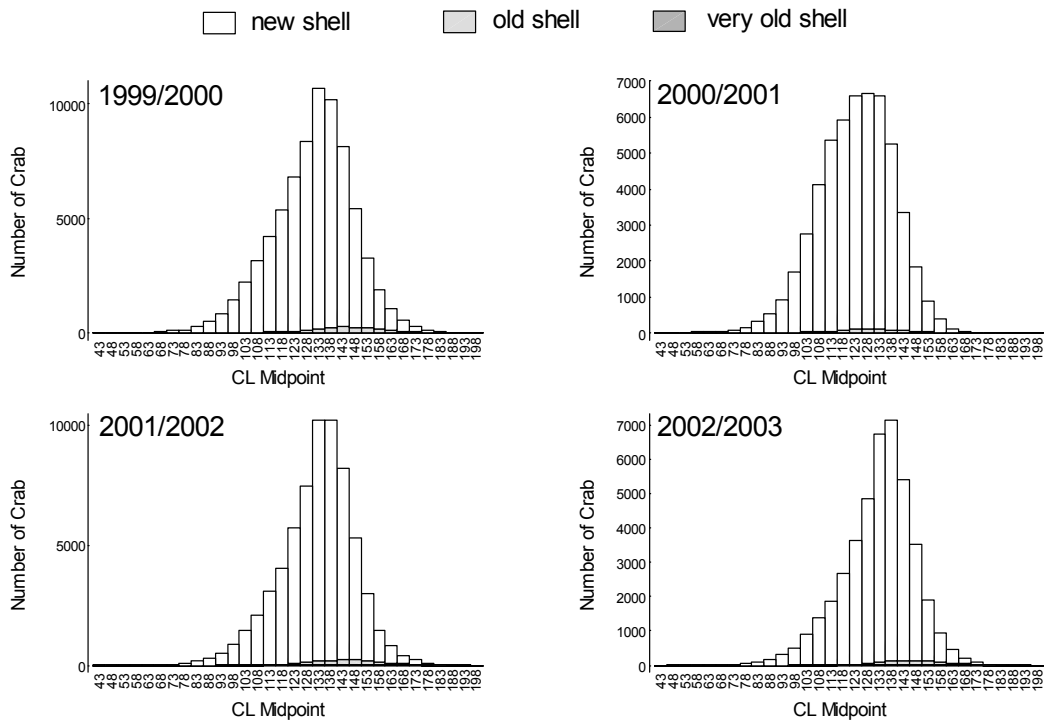 new shell old shell very old shell
1999/2000
Number of Crab
10000
5000
0
43 48 53 58 63 68 73 78 83 88 93 98 103 108 113 118 123 128 133 138 143 148 153 158 163 168 173 178 183 188 193 198
CL Midpoint
2000/2001
Number of Crab
7000
6000
5000
4000
3000
2000
1000
0
43 48 53 58 63 68 73 78 83 88 93 98 103 108 113 118 123 128 133 138 143 148 153 158 163 168 173 178 183 188 193 198
CL Midpoint
2001/2002
Number of Crab
10000
5000
0
43 48 53 58 63 68 73 78 83 88 93 98 103 108 113 118 123 128 133 138 143 148 153 158 163 168 173 178 183 188 193 198
CL Midpoint
2002/2003
Number of Crab
7000
6000
5000
4000
3000
2000
1000
0
43 48 53 58 63 68 73 78 83 88 93 98 103 108 113 118 123 128 133 138 143 148 153 158 163 168 173 178 183 188 193 198
CL Midpoint